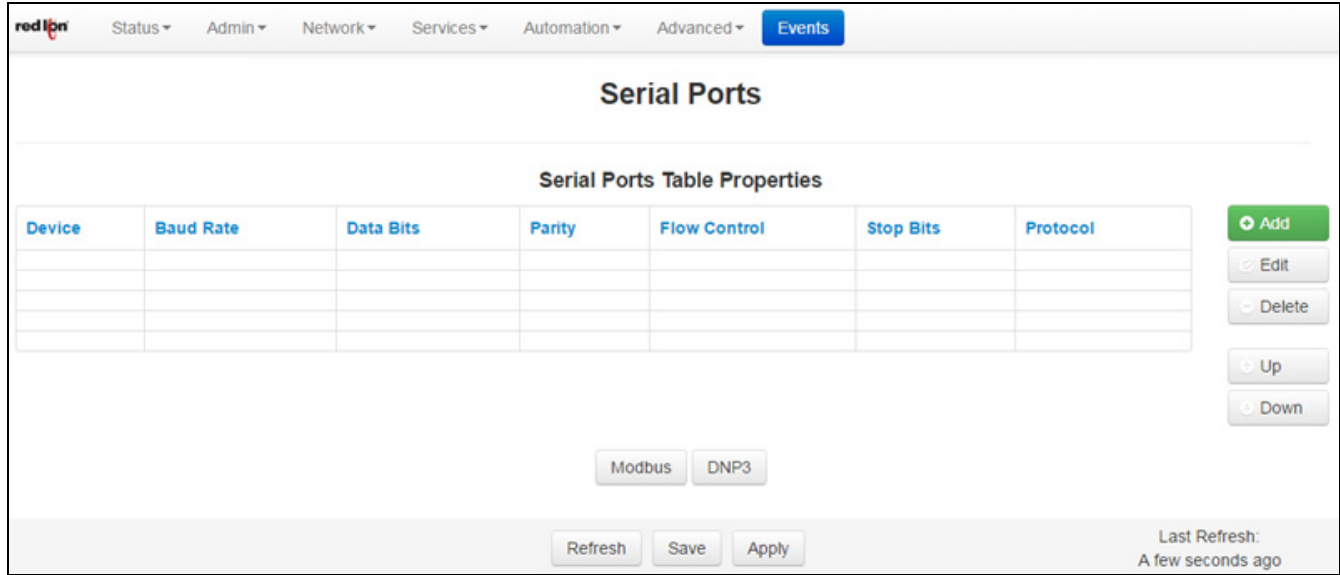 red lion Status Admin Network Services Automation Advanced Events
Serial Ports
Serial Ports Table Properties
Device Baud Rate Data Bits Parity Flow Control Stop Bits Protocol
Add
Edit
Delete
Up
Down
Modbus DNP3
Refresh Save Apply
Last Refresh:
A few seconds ago